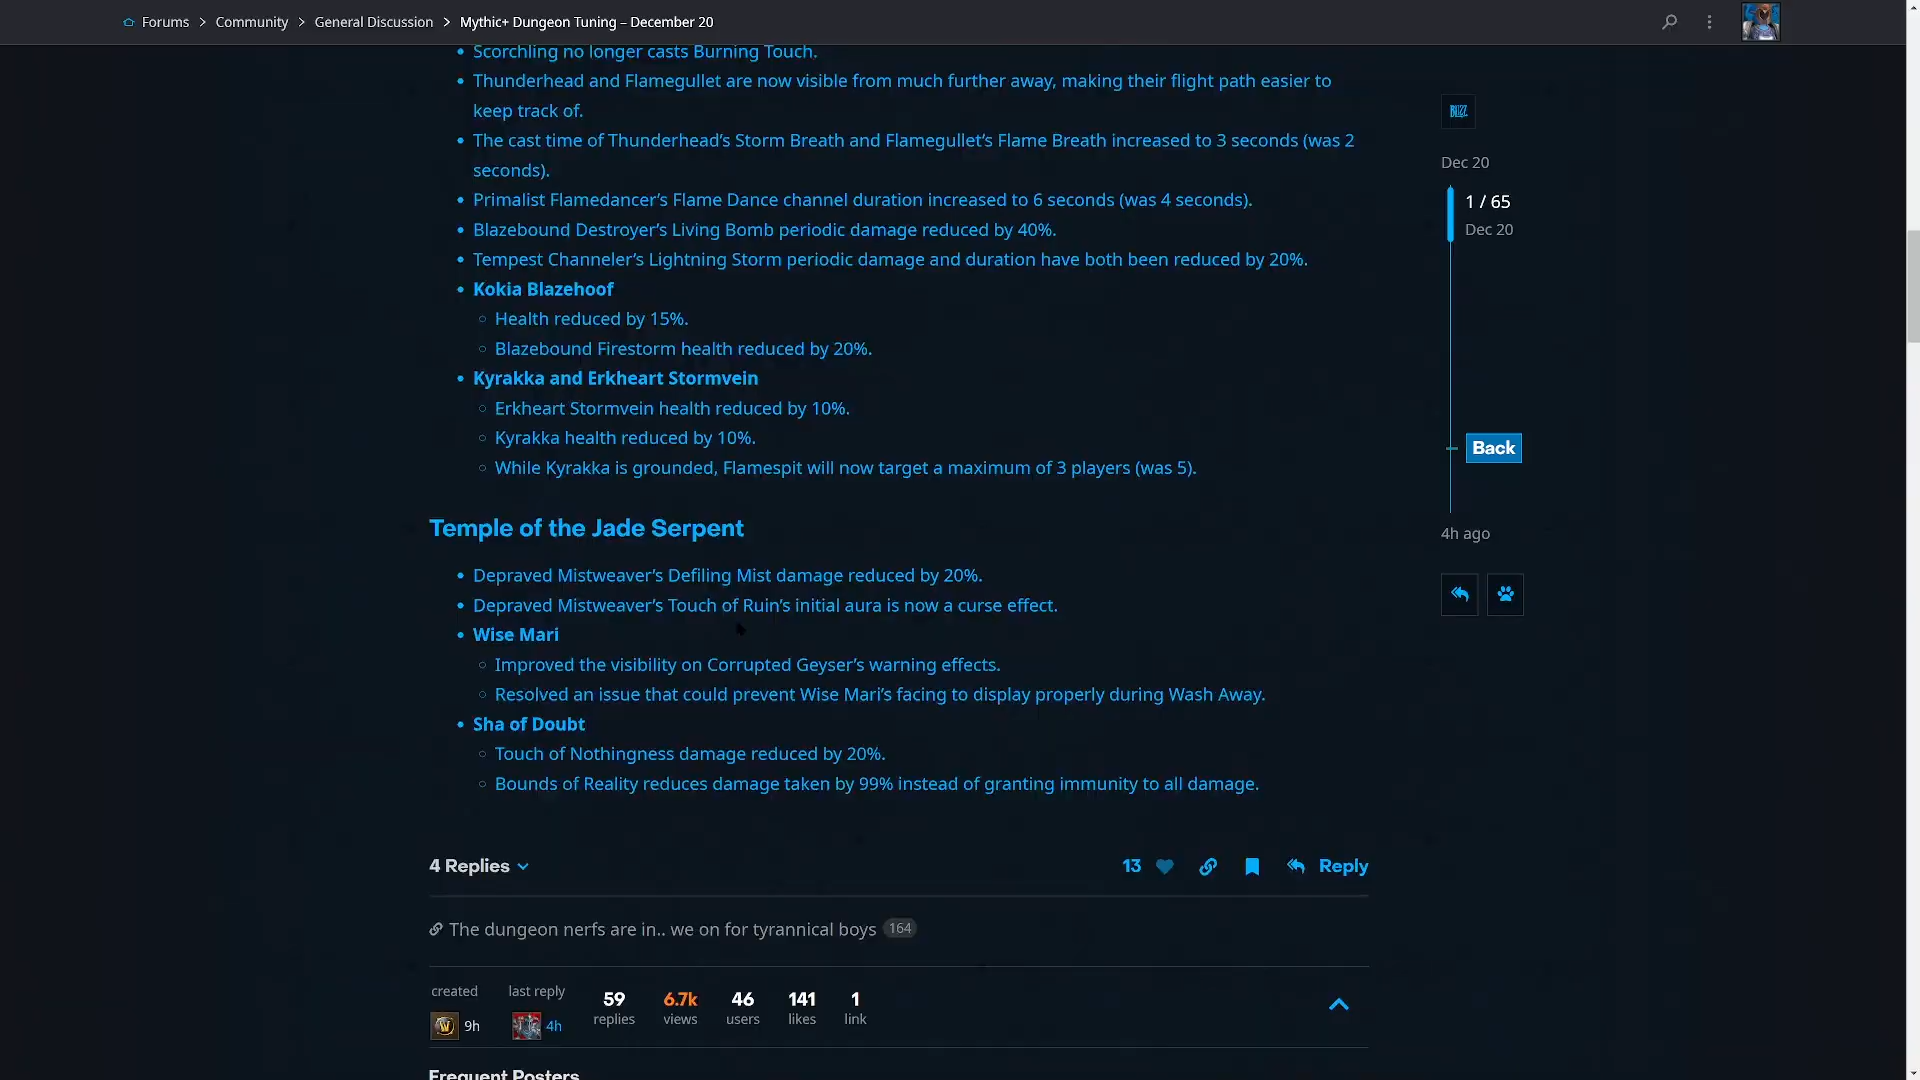 Forums > Community > General Discussion > Mythic+ Dungeon Tuning – December 20
• Scorchling no longer casts Burning Touch.
• Thunderhead and Flamegullet are now visible from much further away, making their flight path easier to
keep track of.
• The cast time of Thunderhead’s Storm Breath and Flamegullet’s Flame Breath increased to 3 seconds (was 2
seconds).
• Primalist Flamedancer’s Flame Dance channel duration increased to 6 seconds (was 4 seconds).
• Blazebound Destroyer’s Living Bomb periodic damage reduced by 40%.
• Tempest Channeler’s Lightning Storm periodic damage and duration have both been reduced by 20%.
• Kokia Blazehoof
◦ Health reduced by 15%.
◦ Blazebound Firestorm health reduced by 20%.
• Kyrakka and Erkheart Stormvein
◦ Erkheart Stormvein health reduced by 10%.
◦ Kyrakka health reduced by 10%.
◦ While Kyrakka is grounded, Flamespit will now target a maximum of 3 players (was 5).
Temple of the Jade Serpent
• Depraved Mistweaver’s Defiling Mist damage reduced by 20%.
• Depraved Mistweaver’s Touch of Ruin’s initial aura is now a curse effect.
• Wise Mari
◦ Improved the visibility on Corrupted Geyser’s warning effects.
◦ Resolved an issue that could prevent Wise Mari’s facing to display properly during Wash Away.
• Sha of Doubt
◦ Touch of Nothingness damage reduced by 20%.
◦ Bounds of Reality reduces damage taken by 99% instead of granting immunity to all damage.
4 Replies 13 Reply
The dungeon nerfs are in.. we on for tyrannical boys 164
created last reply 59 6.7k 46 141 1
9h 4h replies views users likes link
Frequent Posters
BLIZZ
Dec 20
1 / 65
Dec 20
Back
4h ago